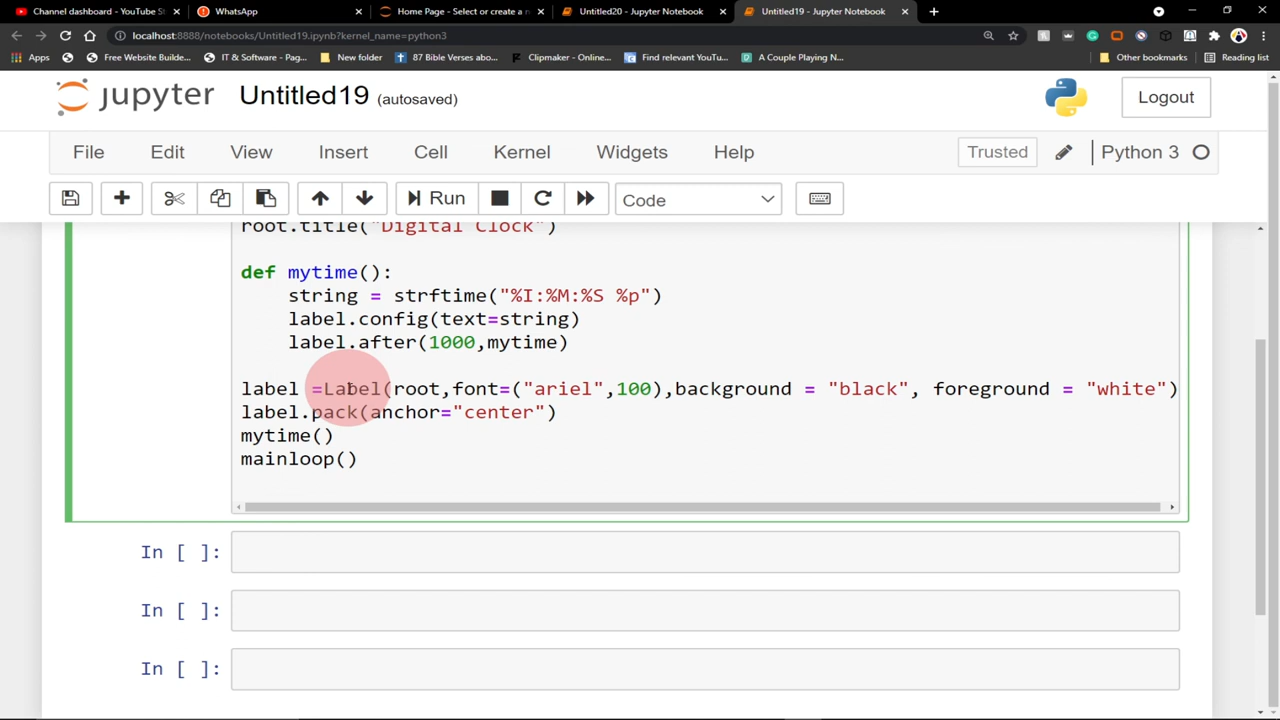 Channel dashboard - YouTube St
WhatsApp
Home Page - Select or create a n
Untitled20 - Jupyter Notebook
Untitled19 - Jupyter Notebook
localhost:8888/notebooks/Untitled19.ipynb?kernel_name=python3
Apps
Free Website Builde...
IT & Software - Pag...
New folder
87 Bible Verses abo...
Clipmaker - Online...
Find relevant YouTu...
A Couple Playing N...
Other bookmarks
Reading list
jupyter Untitled19 (autosaved)
Logout
File Edit View Insert Cell Kernel Widgets Help
Trusted
Python 3
Run
Code
root.title("Digital Clock")
def mytime():
    string = strftime("%I:%M:%S %p")
    label.config(text=string)
    label.after(1000,mytime)
label =Label(root,font=("ariel",100),background = "black", foreground = "white")
label.pack(anchor="center")
mytime()
mainloop()
In [ ]:
In [ ]:
In [ ]: